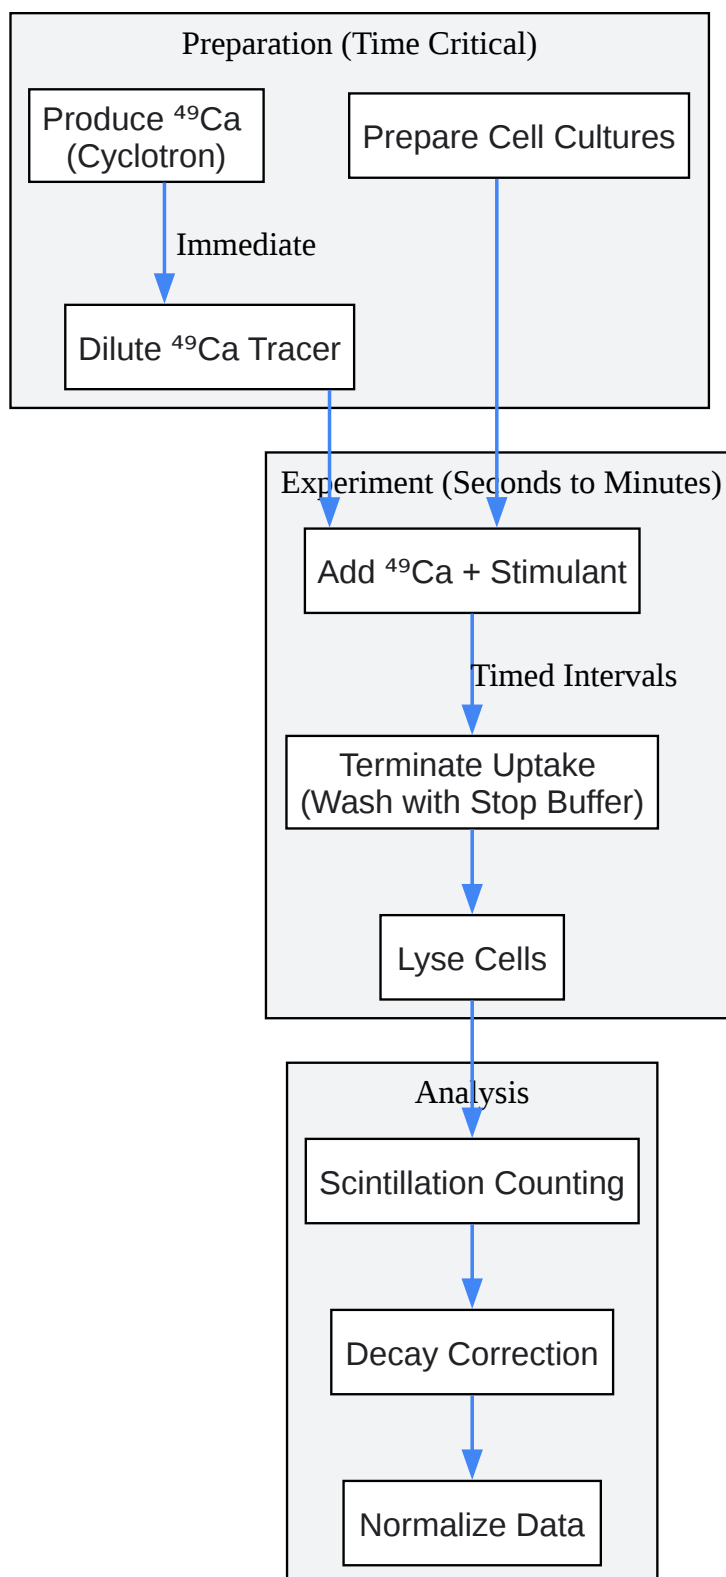 Preparation (Time Critical)
Produce ⁴⁹Ca
(Cyclotron)
Prepare Cell Cultures
Immediate
Dilute ⁴⁹Ca Tracer
Experiment (Seconds to Minutes)
Add ⁴⁹Ca + Stimulant
Timed Intervals
Terminate Uptake
(Wash with Stop Buffer)
Lyse Cells
Analysis
Scintillation Counting
Decay Correction
Normalize Data